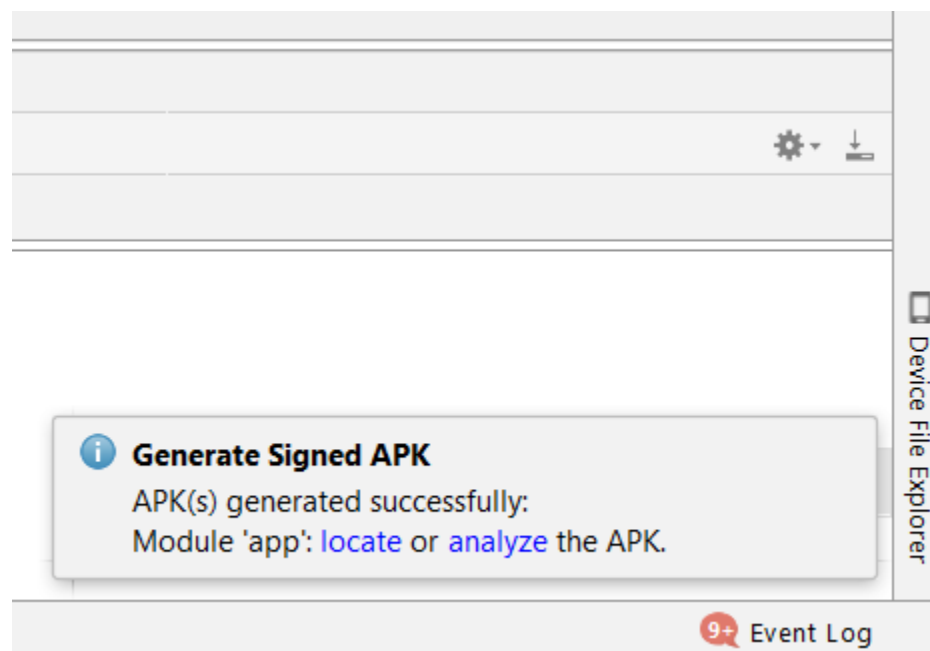 Device File Explorer
Generate Signed APK
APK(s) generated successfully:
Module 'app': locate or analyze the APK.
9+ Event Log